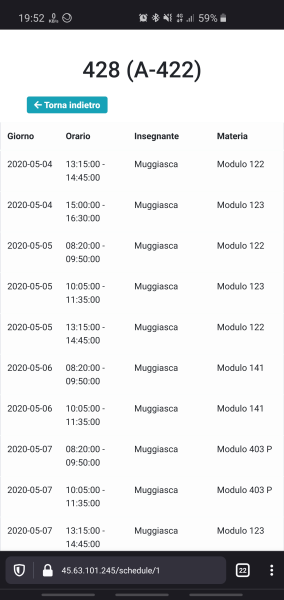 19:52 0 KB/s 59%
428 (A-422)
← Torna indietro
Giorno Orario Insegnante Materia
2020-05-04 13:15:00 - Muggiasca Modulo 122
14:45:00
2020-05-04 15:00:00 - Muggiasca Modulo 123
16:30:00
2020-05-05 08:20:00 - Muggiasca Modulo 122
09:50:00
2020-05-05 10:05:00 - Muggiasca Modulo 123
11:35:00
2020-05-05 13:15:00 - Muggiasca Modulo 122
14:45:00
2020-05-06 08:20:00 - Muggiasca Modulo 141
09:50:00
2020-05-06 10:05:00 - Muggiasca Modulo 141
11:35:00
2020-05-07 08:20:00 - Muggiasca Modulo 403 P
09:50:00
2020-05-07 10:05:00 - Muggiasca Modulo 403 P
11:35:00
2020-05-07 13:15:00 - Muggiasca Modulo 123
14:45:00
45.63.101.245/schedule/1 22